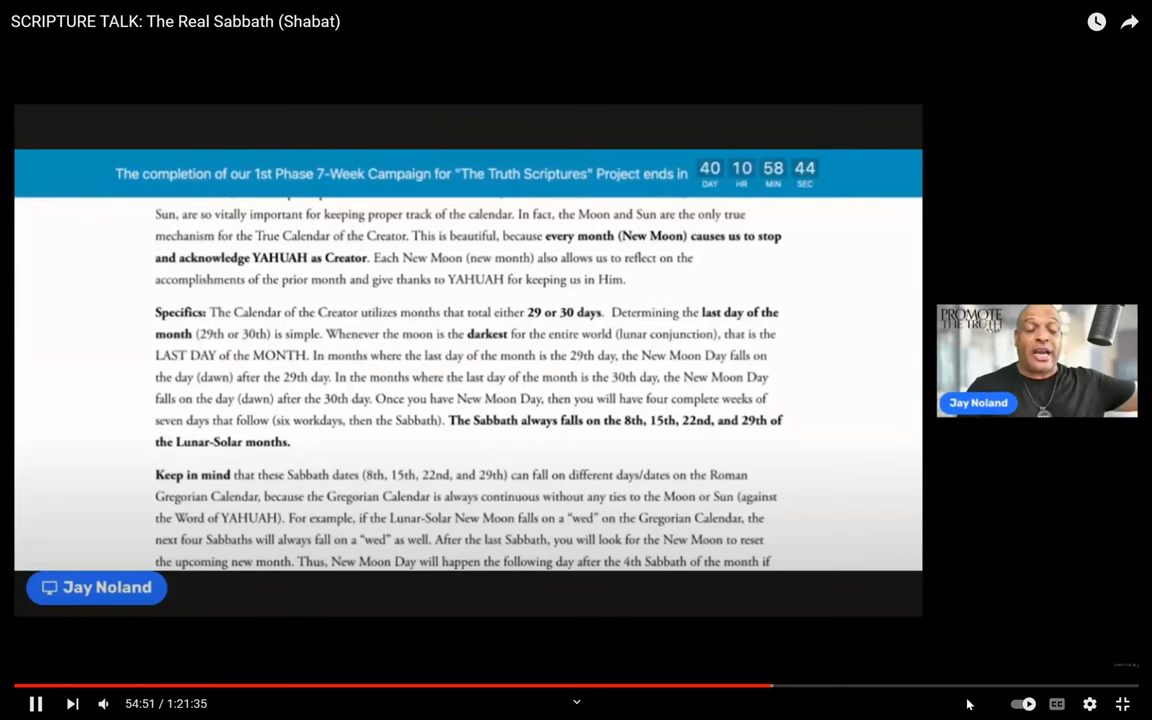 SCRIPTURE TALK: The Real Sabbath (Shabat)
The completion of our 1st Phase 7-Week Campaign for "The Truth Scriptures" Project ends in
40 10 58 44
DAY HR MIN SEC
Sun, are so vitally important for keeping proper track of the calendar. In fact, the Moon and Sun are the only true
mechanism for the True Calendar of the Creator. This is beautiful, because every month (New Moon) causes us to stop
and acknowledge YAHUAH as Creator. Each New Moon (new month) also allows us to reflect on the
accomplishments of the prior month and give thanks to YAHUAH for keeping us in Him.
Specifics: The Calendar of the Creator utilizes months that total either 29 or 30 days. Determining the last day of the
month (29th or 30th) is simple. Whenever the moon is the darkest for the entire world (lunar conjunction), that is the
LAST DAY of the MONTH. In months where the last day of the month is the 29th day, the New Moon Day falls on
the day (dawn) after the 29th day. In the months where the last day of the month is the 30th day, the New Moon Day
falls on the day (dawn) after the 30th day. Once you have New Moon Day, then you will have four complete weeks of
seven days that follow (six workdays, then the Sabbath). The Sabbath always falls on the 8th, 15th, 22nd, and 29th of
the Lunar-Solar months.
Keep in mind that these Sabbath dates (8th, 15th, 22nd, and 29th) can fall on different days/dates on the Roman
Gregorian Calendar, because the Gregorian Calendar is always continuous without any ties to the Moon or Sun (against
the Word of YAHUAH). For example, if the Lunar-Solar New Moon falls on a “wed” on the Gregorian Calendar, the
next four Sabbaths will always fall on a “wed” as well. After the last Sabbath, you will look for the New Moon to reset
the upcoming new month. Thus, New Moon Day will happen the following day after the 4th Sabbath of the month if
PROMOTE
THE TRUTH
Jay Noland
Jay Noland
54:51 / 1:21:35
CC